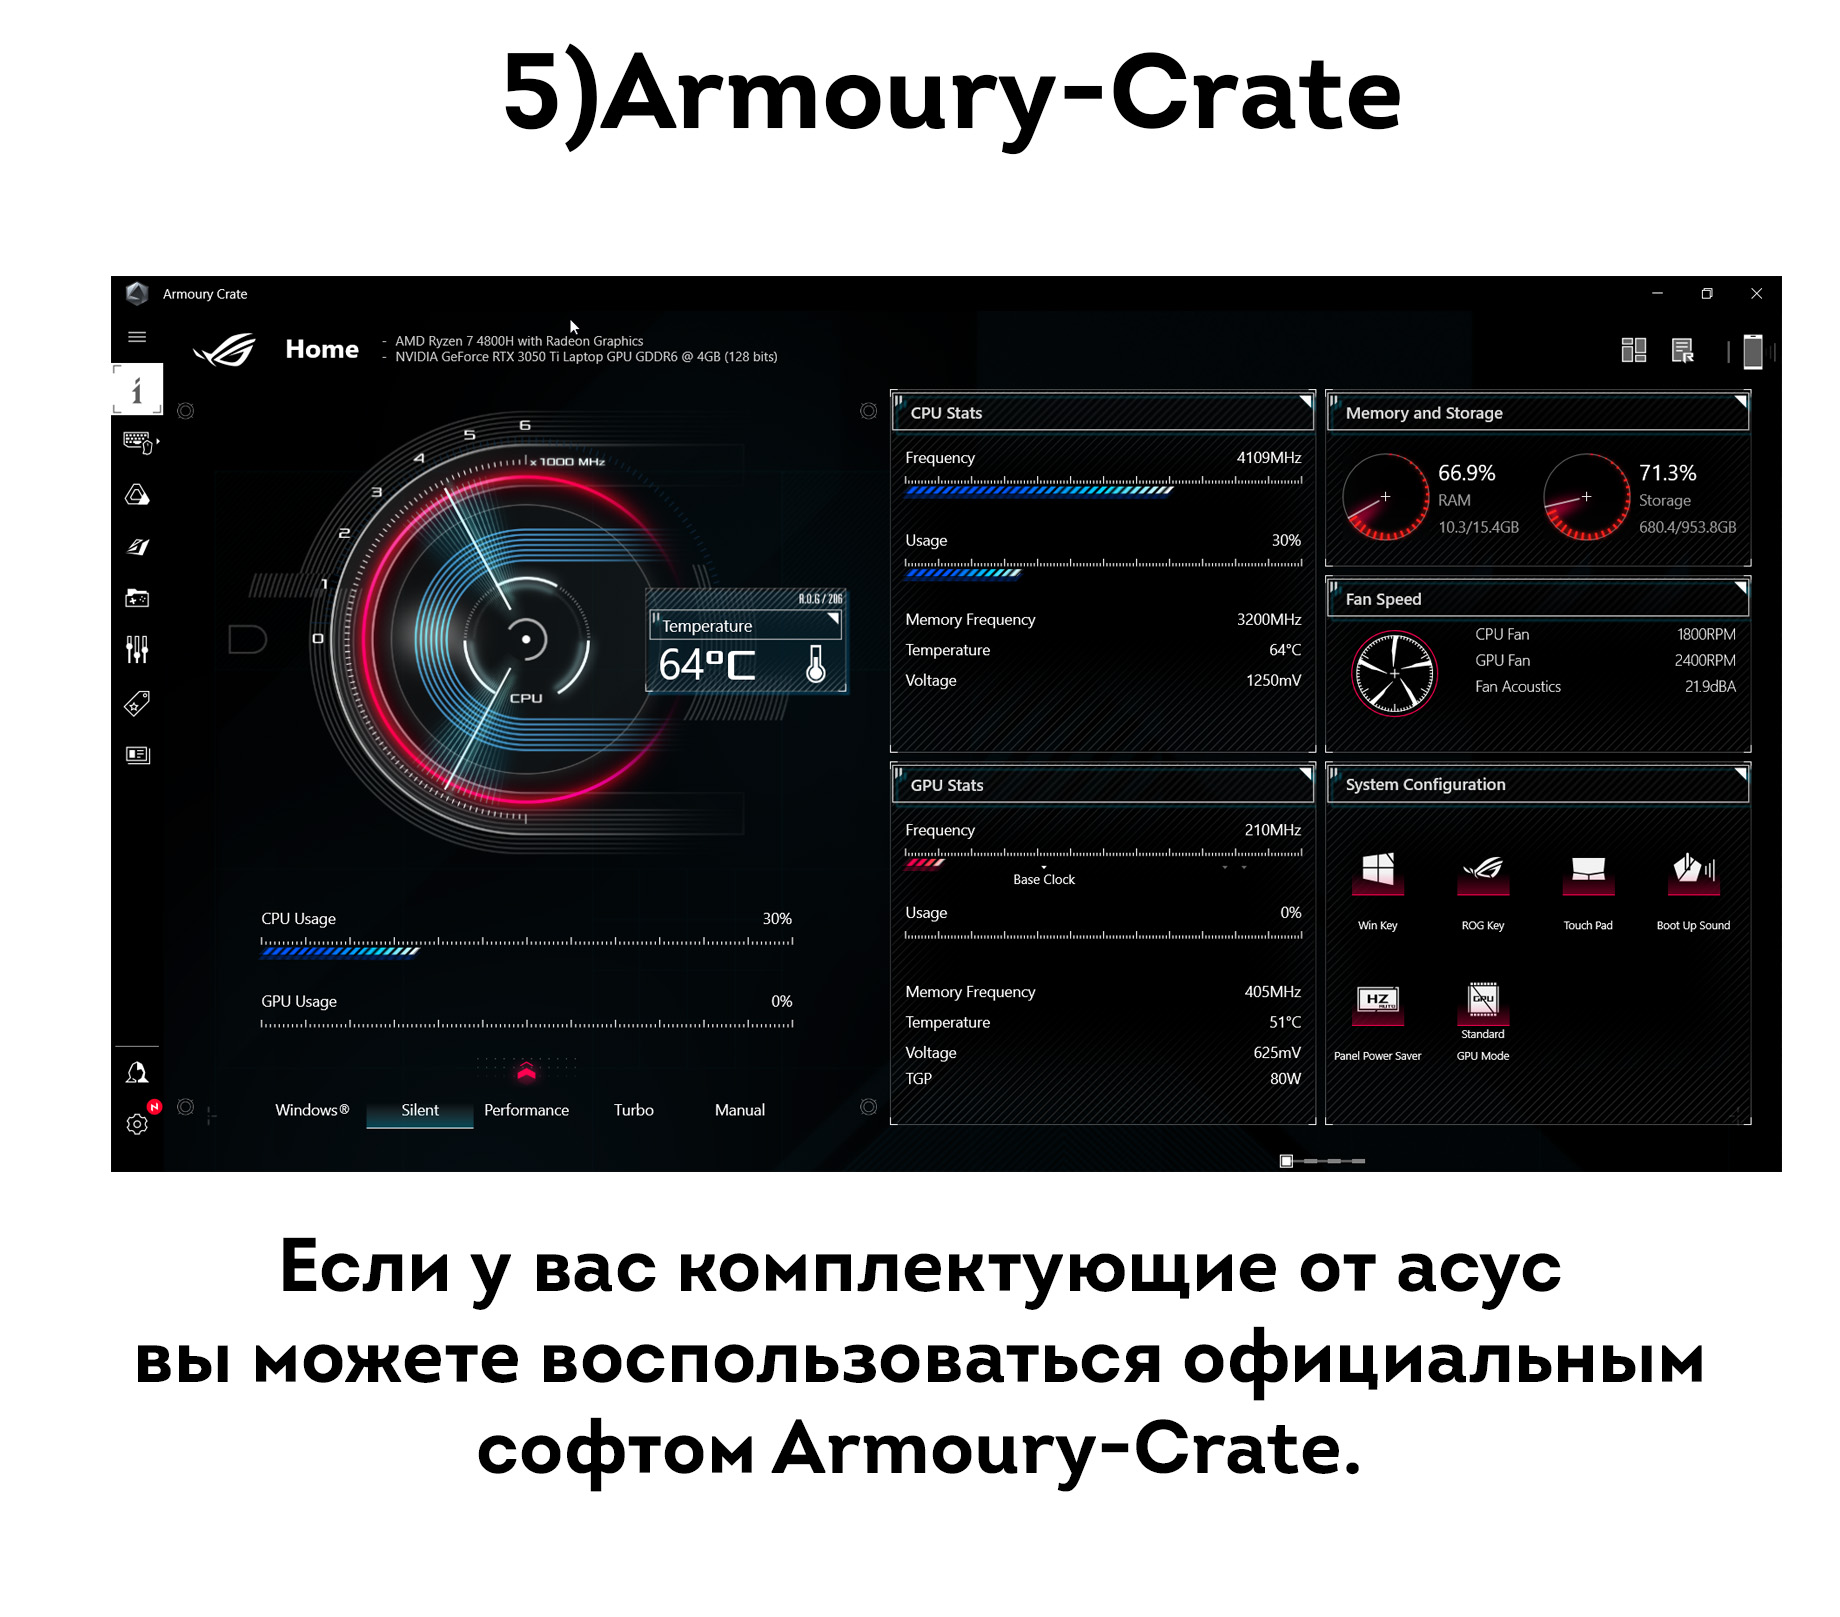 5)Armoury-Crate
Armoury Crate
Home
- AMD Ryzen 7 4800H with Radeon Graphics
- NVIDIA GeForce RTX 3050 Ti Laptop GPU GDDR6 @ 4GB (128 bits)
6
5
4
x 1000 MHz
3
2
1
0
CPU
R.O.G / 286
Temperature
64°C
CPU Usage 30%
GPU Usage 0%
Windows® Silent Performance Turbo Manual
CPU Stats
Frequency 4109MHz
Usage 30%
Memory Frequency 3200MHz
Temperature 64°C
Voltage 1250mV
GPU Stats
Frequency 210MHz
Base Clock
Usage 0%
Memory Frequency 405MHz
Temperature 51°C
Voltage 625mV
TGP 80W
Memory and Storage
66.9% 71.3%
RAM Storage
10.3/15.4GB 680.4/953.8GB
Fan Speed
CPU Fan 1800RPM
GPU Fan 2400RPM
Fan Acoustics 21.9dBA
System Configuration
Win Key ROG Key Touch Pad Boot Up Sound
HZ AUTO GPU
Standard
Panel Power Saver GPU Mode
N
Если у вас комплектующие от асус
вы можете воспользоваться официальным
софтом Armoury-Crate.